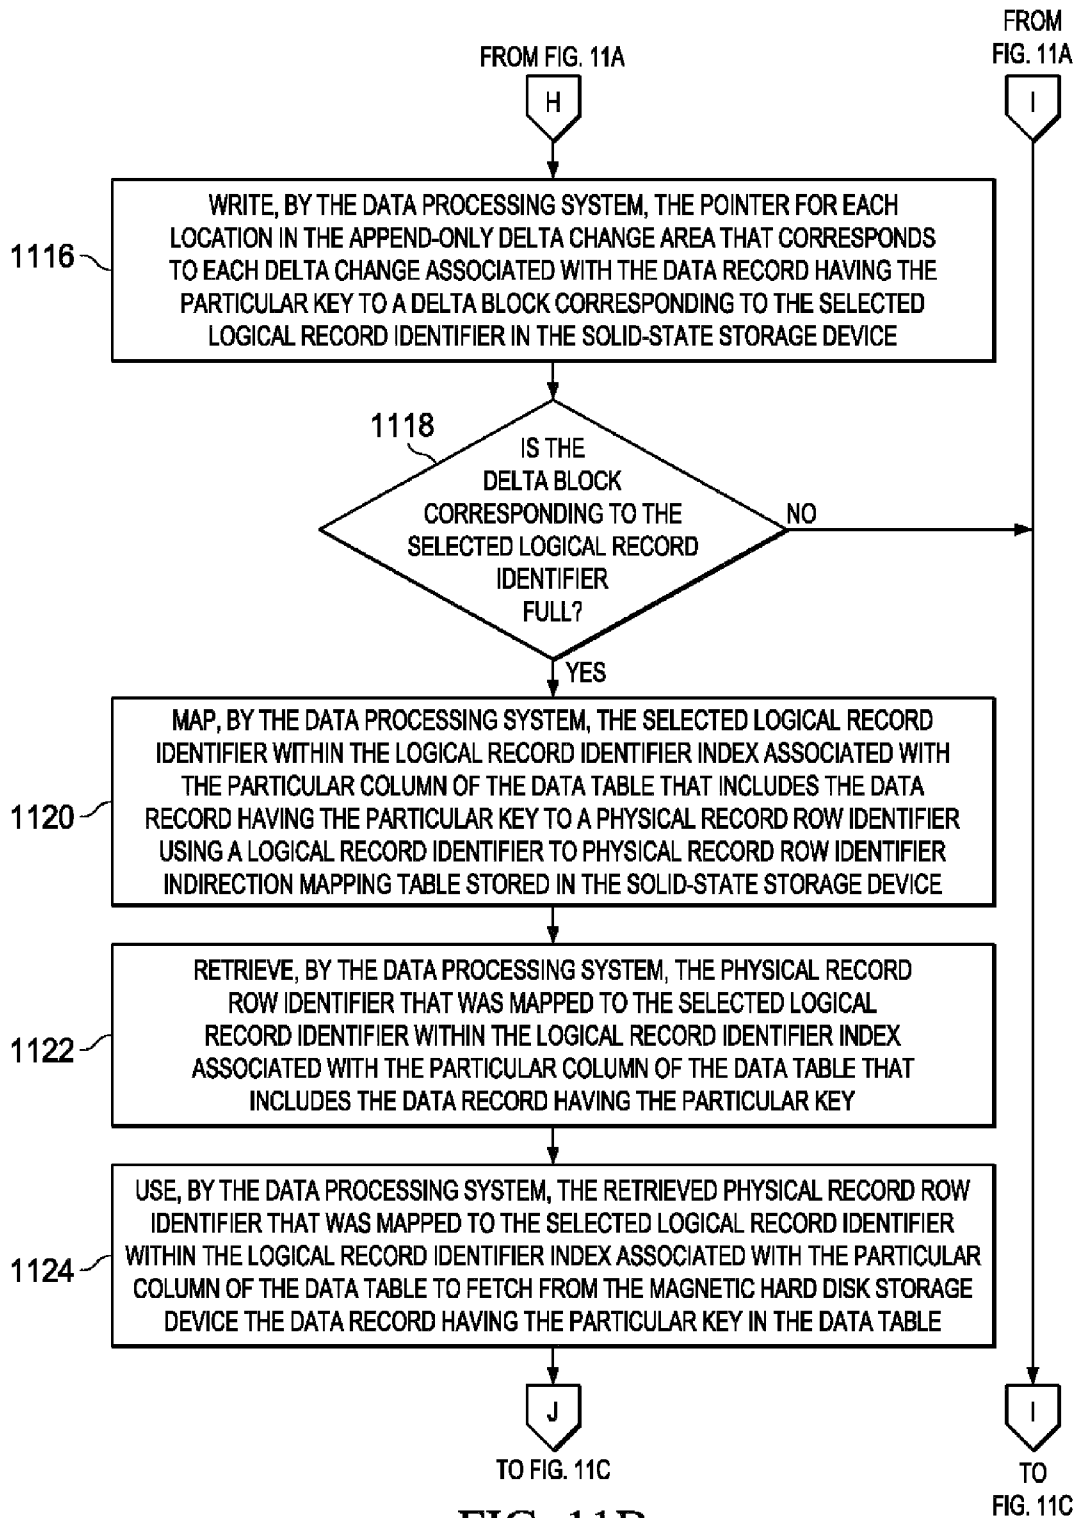 FROM
FIG. 11A
FROM FIG. 11A
H
I
WRITE, BY THE DATA PROCESSING SYSTEM, THE POINTER FOR EACH
LOCATION IN THE APPEND-ONLY DELTA CHANGE AREA THAT CORRESPONDS
TO EACH DELTA CHANGE ASSOCIATED WITH THE DATA RECORD HAVING THE
PARTICULAR KEY TO A DELTA BLOCK CORRESPONDING TO THE SELECTED
LOGICAL RECORD IDENTIFIER IN THE SOLID-STATE STORAGE DEVICE
1116
1118
IS THE
DELTA BLOCK
CORRESPONDING TO THE
SELECTED LOGICAL RECORD
IDENTIFIER
FULL?
NO
YES
MAP, BY THE DATA PROCESSING SYSTEM, THE SELECTED LOGICAL RECORD
IDENTIFIER WITHIN THE LOGICAL RECORD IDENTIFIER INDEX ASSOCIATED WITH
THE PARTICULAR COLUMN OF THE DATA TABLE THAT INCLUDES THE DATA
RECORD HAVING THE PARTICULAR KEY TO A PHYSICAL RECORD ROW IDENTIFIER
USING A LOGICAL RECORD IDENTIFIER TO PHYSICAL RECORD ROW IDENTIFIER
INDIRECTION MAPPING TABLE STORED IN THE SOLID-STATE STORAGE DEVICE
1120
RETRIEVE, BY THE DATA PROCESSING SYSTEM, THE PHYSICAL RECORD
ROW IDENTIFIER THAT WAS MAPPED TO THE SELECTED LOGICAL
RECORD IDENTIFIER WITHIN THE LOGICAL RECORD IDENTIFIER INDEX
ASSOCIATED WITH THE PARTICULAR COLUMN OF THE DATA TABLE THAT
INCLUDES THE DATA RECORD HAVING THE PARTICULAR KEY
1122
USE, BY THE DATA PROCESSING SYSTEM, THE RETRIEVED PHYSICAL RECORD ROW
IDENTIFIER THAT WAS MAPPED TO THE SELECTED LOGICAL RECORD IDENTIFIER
WITHIN THE LOGICAL RECORD IDENTIFIER INDEX ASSOCIATED WITH THE PARTICULAR
COLUMN OF THE DATA TABLE TO FETCH FROM THE MAGNETIC HARD DISK STORAGE
DEVICE THE DATA RECORD HAVING THE PARTICULAR KEY IN THE DATA TABLE
1124
J
I
TO FIG. 11C
TO
FIG. 11C
FIG. 11B